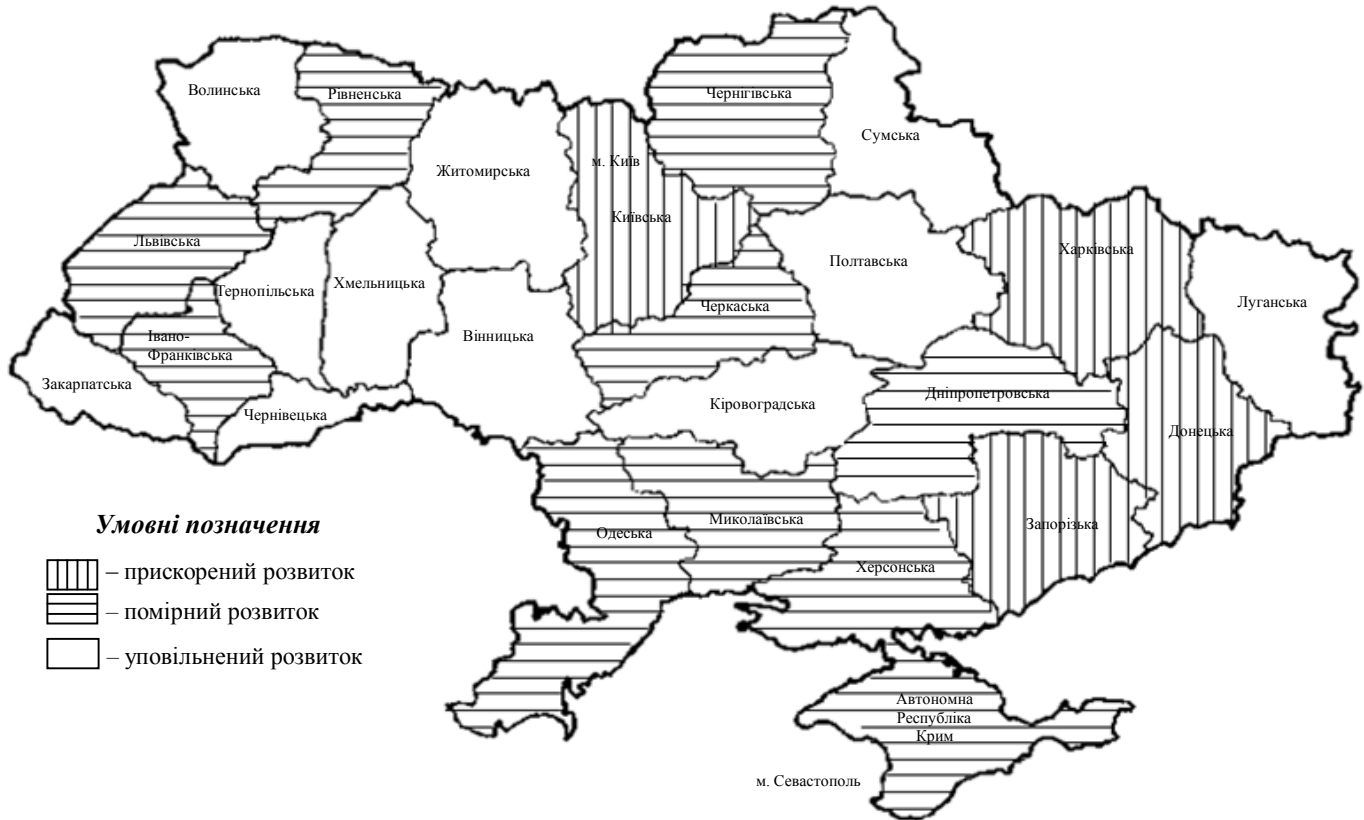 Волинська
Рівненська
Чернігівська
Сумська
м. Київ
Житомирська
Київська
Львівська
Харківська
Полтавська
Тернопільська
Хмельницька
Черкаська
Луганська
Івано-
Франківська
Вінницька
Закарпатська
Чернівецька
Кіровоградська
Дніпропетровська
Донецька
Одеська
Миколаївська
Запорізька
Херсонська
Умовні позначення
– прискорений розвиток
– помірний розвиток
– уповільнений розвиток
Автономна
Республіка
Крим
м. Севастополь